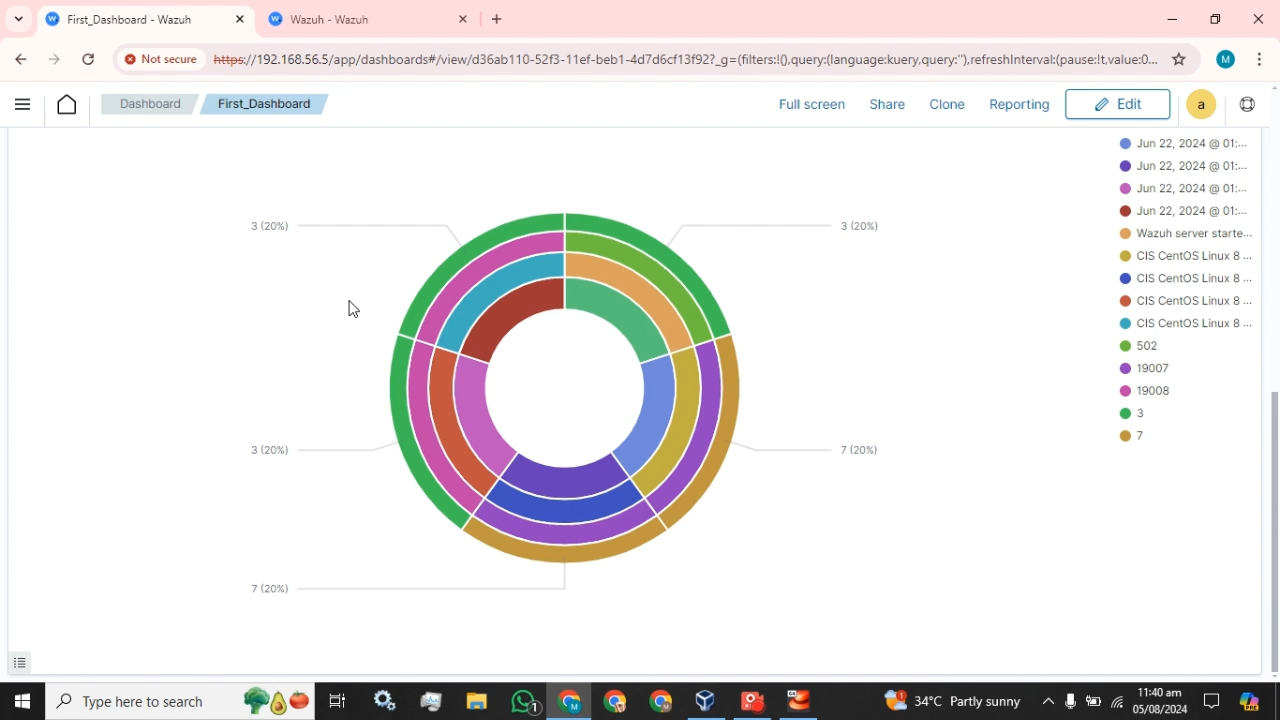 First_Dashboard - Wazuh
Wazuh - Wazuh
Not secure
https://192.168.56.5/app/dashboards#/view/d36ab110-52f3-11ef-beb1-4d7d6cf13f92?_g=(filters:!(),query:(language:kuery,query:''),refreshInterval:(pause:!t,value:0...
M
Dashboard
First_Dashboard
Full screen
Share
Clone
Reporting
Edit
a
Jun 22, 2024 @ 01:...
Jun 22, 2024 @ 01:...
Jun 22, 2024 @ 01:...
Jun 22, 2024 @ 01:...
Wazuh server starte...
CIS CentOS Linux 8 ...
CIS CentOS Linux 8 ...
CIS CentOS Linux 8 ...
CIS CentOS Linux 8 ...
502
19007
19008
3
7
3 (20%)
3 (20%)
3 (20%)
7 (20%)
7 (20%)
Type here to search
1
M
34°C Partly sunny
11:40 am
05/08/2024